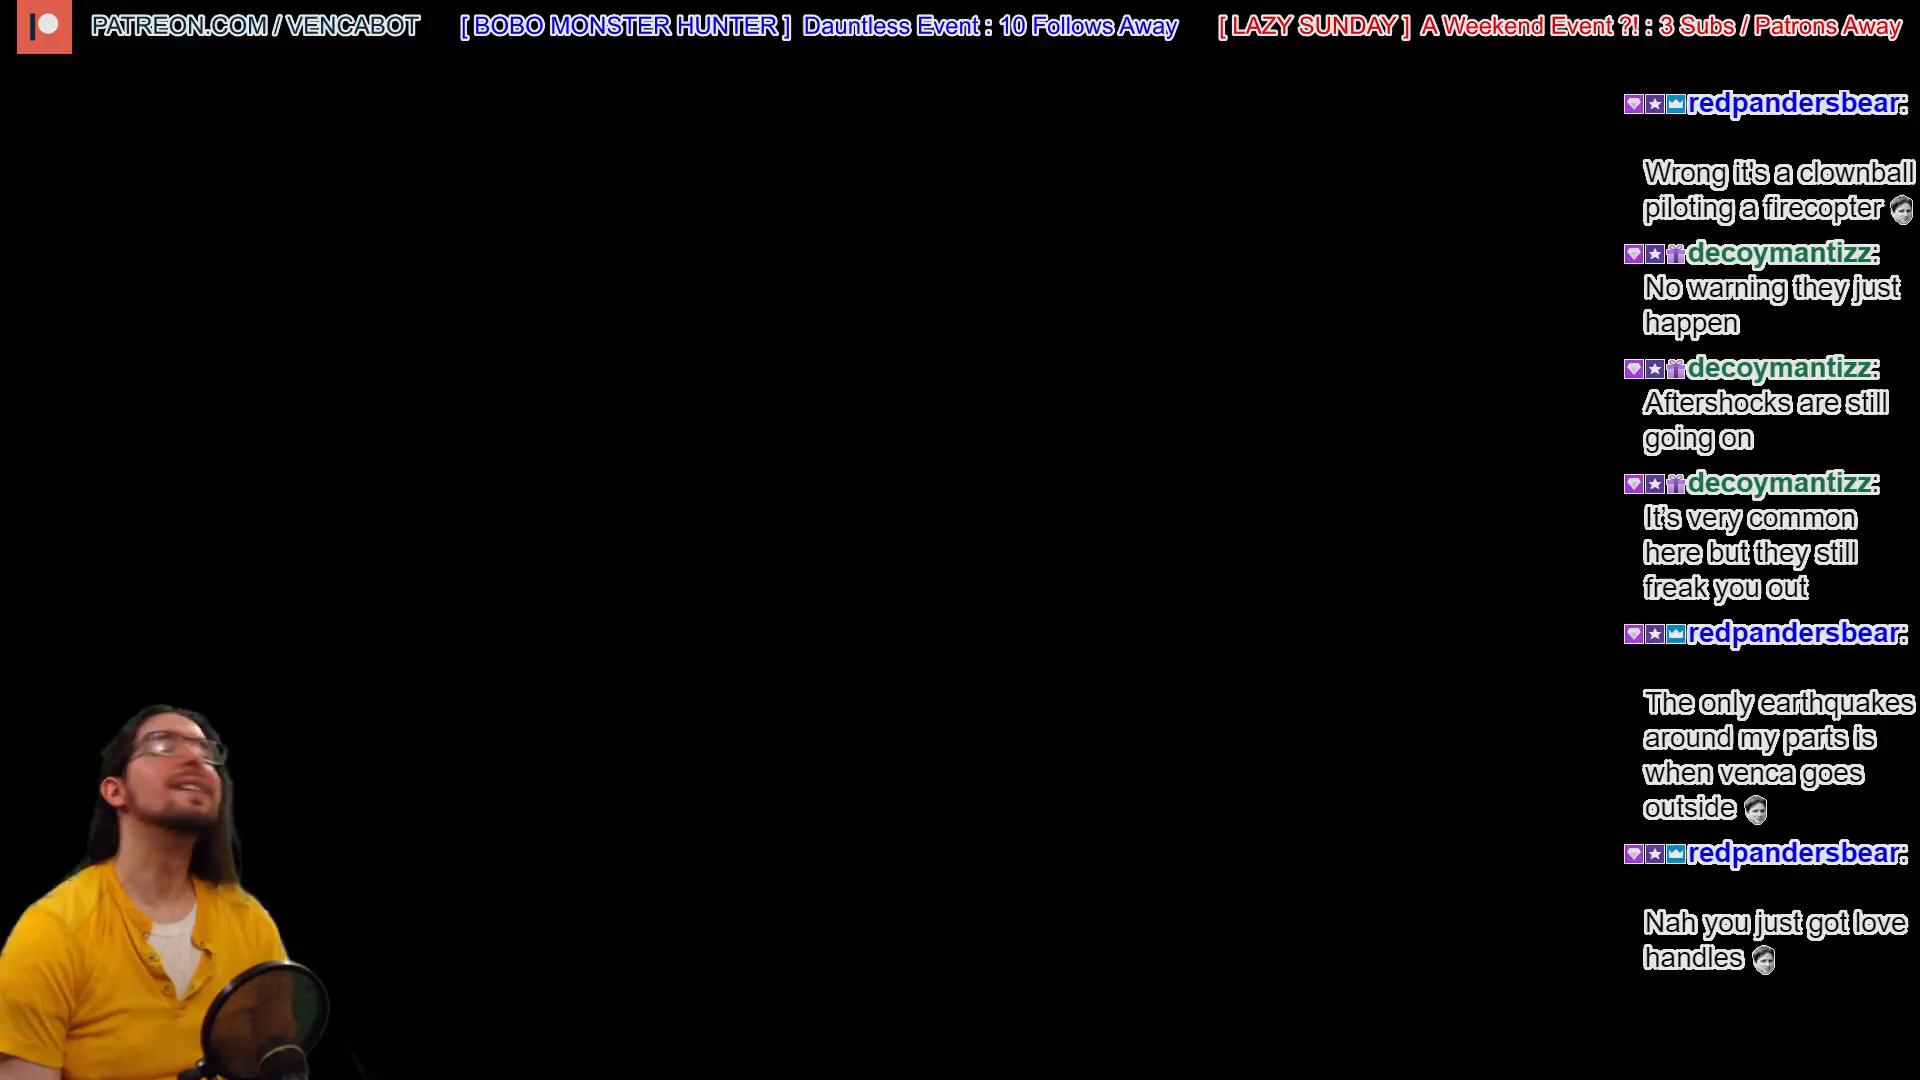 PATREON.COM / VENCABOT [ BOBO MONSTER HUNTER ] Dauntless Event : 10 Follows Away [ LAZY SUNDAY ] A Weekend Event ?! : 3 Subs / Patrons Away
redpandersbear:
Wrong it's a clownball
piloting a firecopter
decoymantizz:
No warning they just
happen
decoymantizz:
Aftershocks are still
going on
decoymantizz:
It's very common
here but they still
freak you out
redpandersbear:
The only earthquakes
around my parts is
when venca goes
outside
redpandersbear:
Nah you just got love
handles